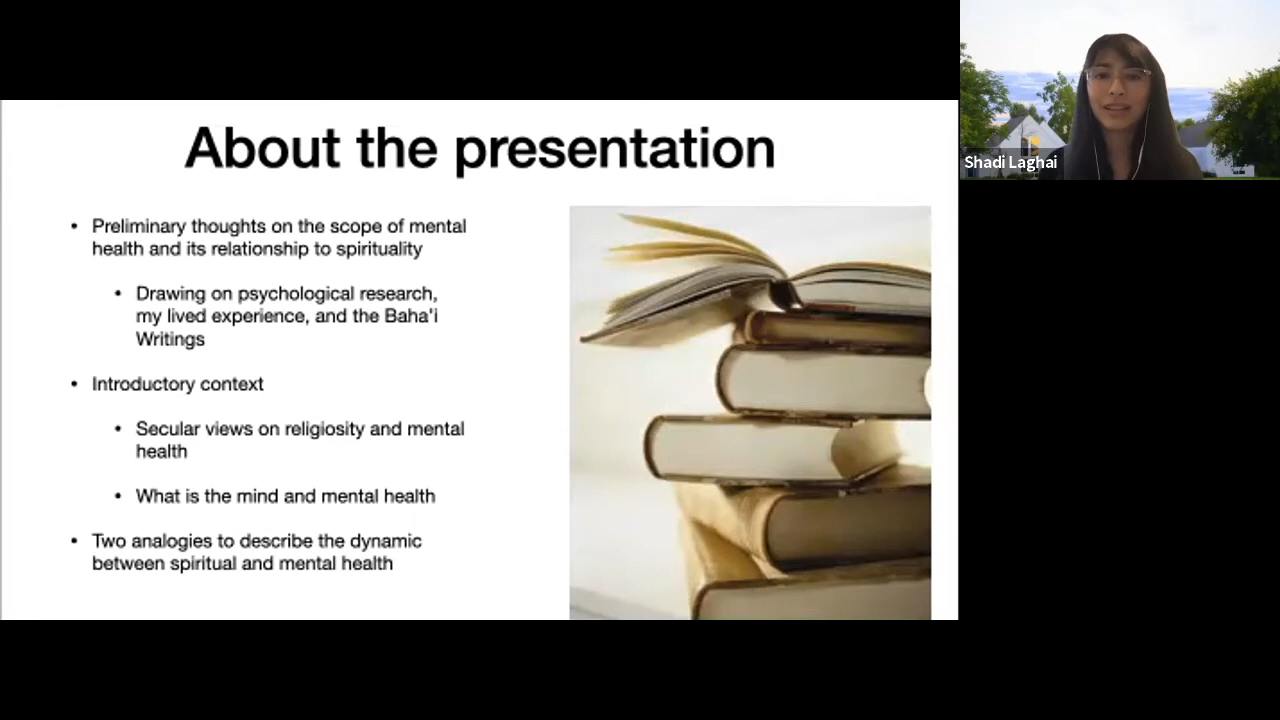 About the presentation
• Preliminary thoughts on the scope of mental
health and its relationship to spirituality
• Drawing on psychological research,
my lived experience, and the Baha'i
Writings
• Introductory context
• Secular views on religiosity and mental
health
• What is the mind and mental health
• Two analogies to describe the dynamic
between spiritual and mental health
Shadi Laghai